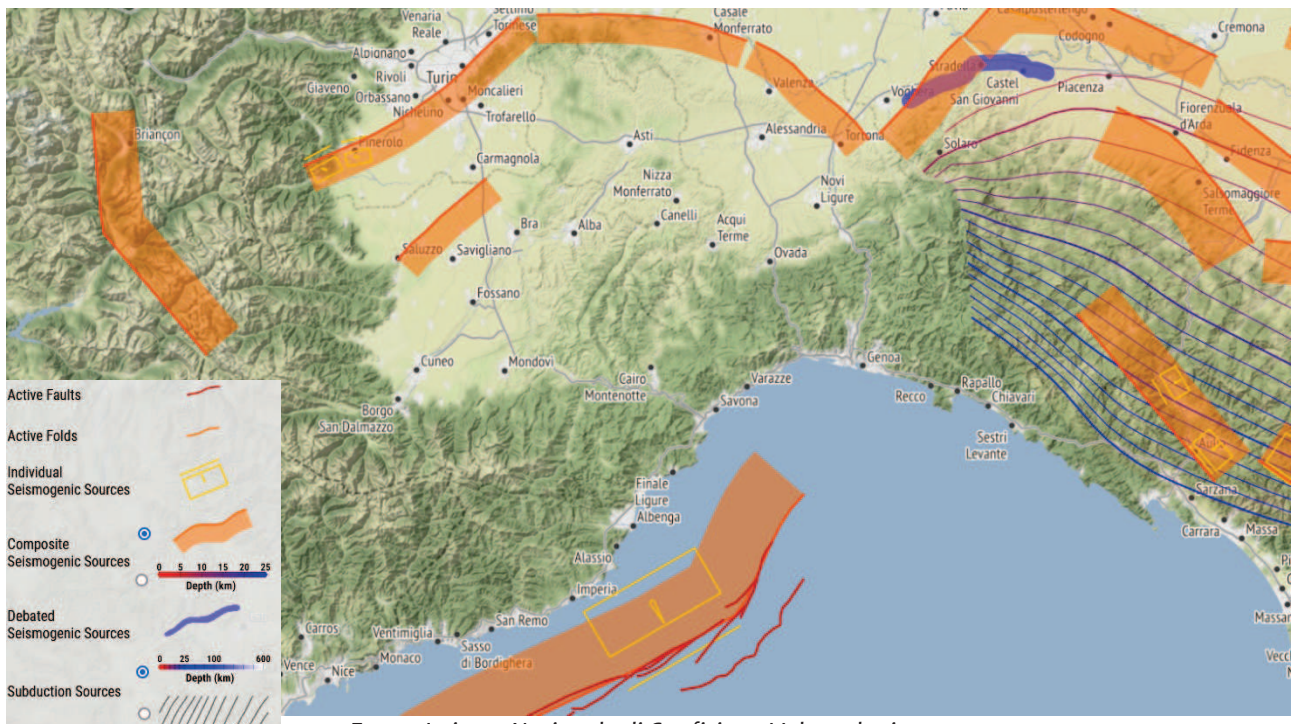 Venaria
Reale
Settimo
Tormese
Casale
Monferrato
Casalpusterlengo
Codogno
Cremona
Alpignano
Rivoli
Turin
Giaveno
Orbassano
Moncalieri
Nichelino
Trofarello
Valenza
Voghera
Stradella
Castel
San Giovanni
Piacenza
Fiorenzuola
d'Arda
Briançon
Pinerolo
Carmagnola
Asti
Alessandria
Tortona
Solaro
Fidenza
Salsomaggiore
Terme
Nizza
Monferrato
Canelli
Acqui
Terme
Novi
Ligure
Bra
Alba
Saluzzo
Savigliano
Ovada
Fossano
Cuneo
Mondovì
Cairo
Montenotte
Varazze
Genoa
Savona
Recco
Rapallo
Chiavari
Sestri
Levante
Borgo
San Dalmazzo
Aulla
Sarzana
Carrara
Massa
Finale
Ligure
Albenga
Alassio
Imperia
San Remo
Sasso
di Bordighera
Ventimiglia
Monaco
Carros
Vence
Nice
Active Faults
Active Folds
Individual
Seismogenic Sources
Composite
Seismogenic Sources
0 5 10 15 20 25
Depth (km)
Debated
Seismogenic Sources
0 25 100 600
Depth (km)
Subduction Sources